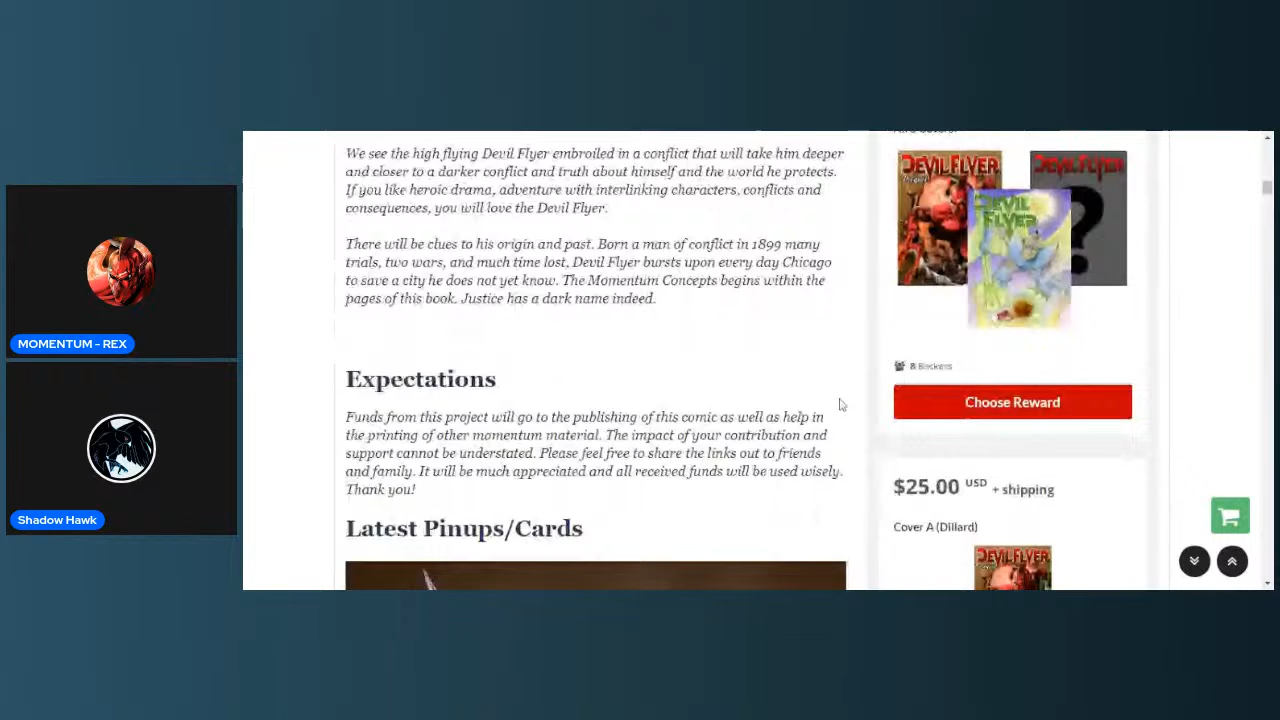 We see the high flying Devil Flyer embroiled in a conflict that will take him deeper
and closer to a darker conflict and truth about himself and the world he protects.
If you like heroic drama, adventure with interlinking characters, conflicts and
consequences, you will love the Devil Flyer.
There will be clues to his origin and past. Born a man of conflict in 1899 many
trials, two wars, and much time lost, Devil Flyer bursts upon every day Chicago
to save a city he does not yet know. The Momentum Concepts begins within the
pages of this book. Justice has a dark name indeed.
Expectations
Funds from this project will go to the publishing of this comic as well as help in
the printing of other momentum material. The impact of your contribution and
support cannot be understated. Please feel free to share the links out to friends
and family. It will be much appreciated and all received funds will be used wisely.
Thank you!
Latest Pinups/Cards
DEVIL FLYER
DEVIL FLYER
DEVIL
FLYER
?
8 Backers
Choose Reward
$25.00 USD + shipping
Cover A (Dillard)
DEVIL FLYER
MOMENTUM - REX
Shadow Hawk